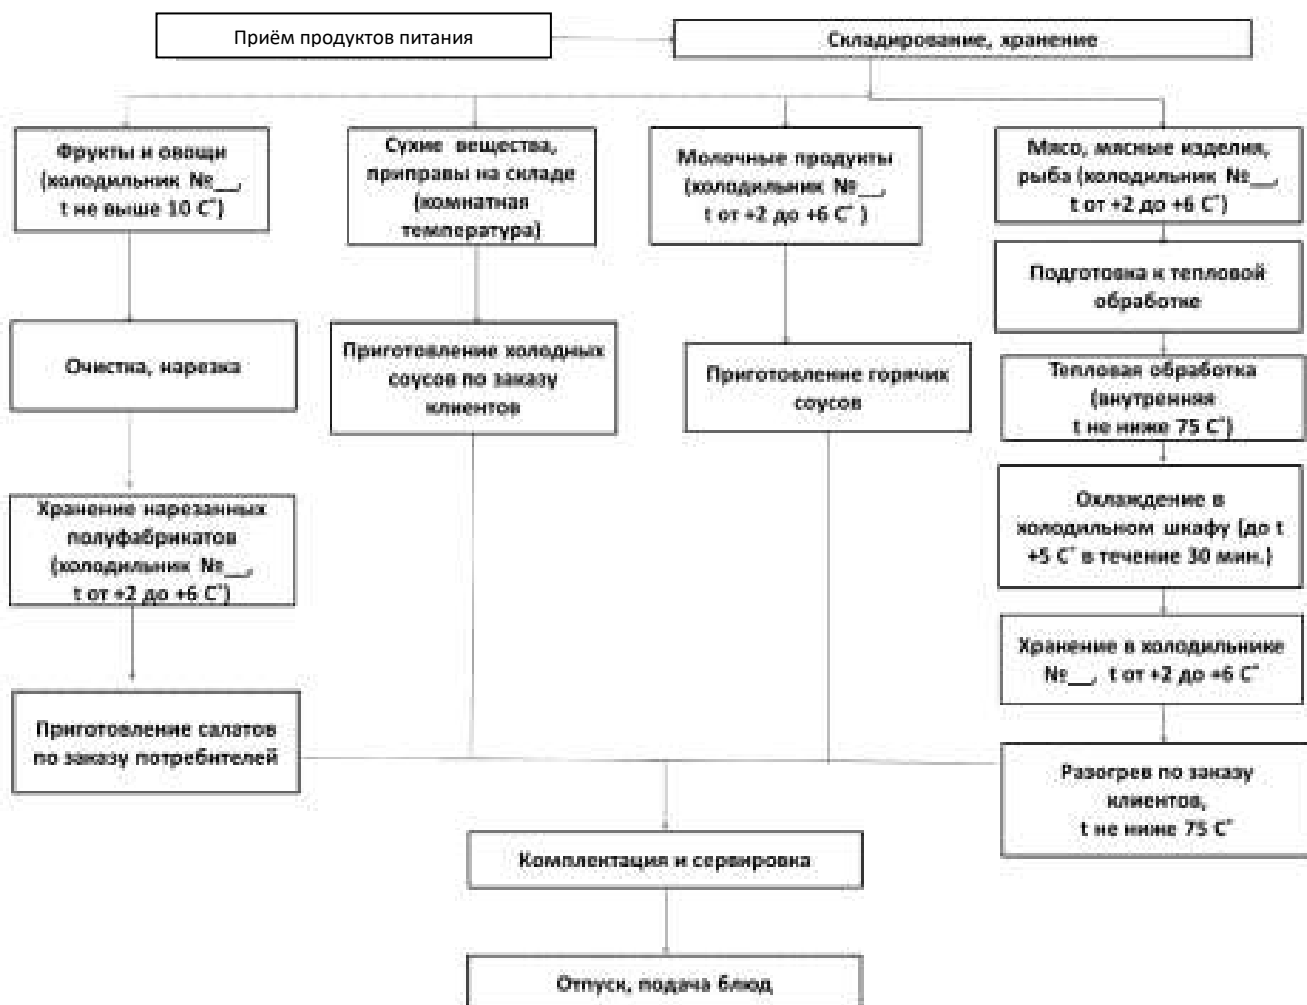 Приём продуктов питания
Складирование, хранение
Фрукты и овощи
(холодильник №__,
t не выше 10 С˚)
Сухие вещества,
приправы на складе
(комнатная
температура)
Молочные продукты
(холодильник №__,
t от +2 до +6 С˚ )
Мясо, мясные изделия,
рыба (холодильник №__,
t от +2 до +6 С˚)
Подготовка к тепловой
обработке
Очистка, нарезка
Приготовление холодных
соусов по заказу
клиентов
Приготовление горячих
соусов
Тепловая обработка
(внутренняя
t не ниже 75 С˚)
Хранение нарезанных
полуфабрикатов
(холодильник №__,
t от +2 до +6 С˚)
Охлаждение в
холодильном шкафу (до t
+5 С˚ в течение 30 мин.)
Хранение в холодильнике
№__, t от +2 до +6 С˚
Приготовление салатов
по заказу потребителей
Разогрев по заказу
клиентов,
t не ниже 75 С˚
Комплектация и сервировка
Отпуск, подача блюд